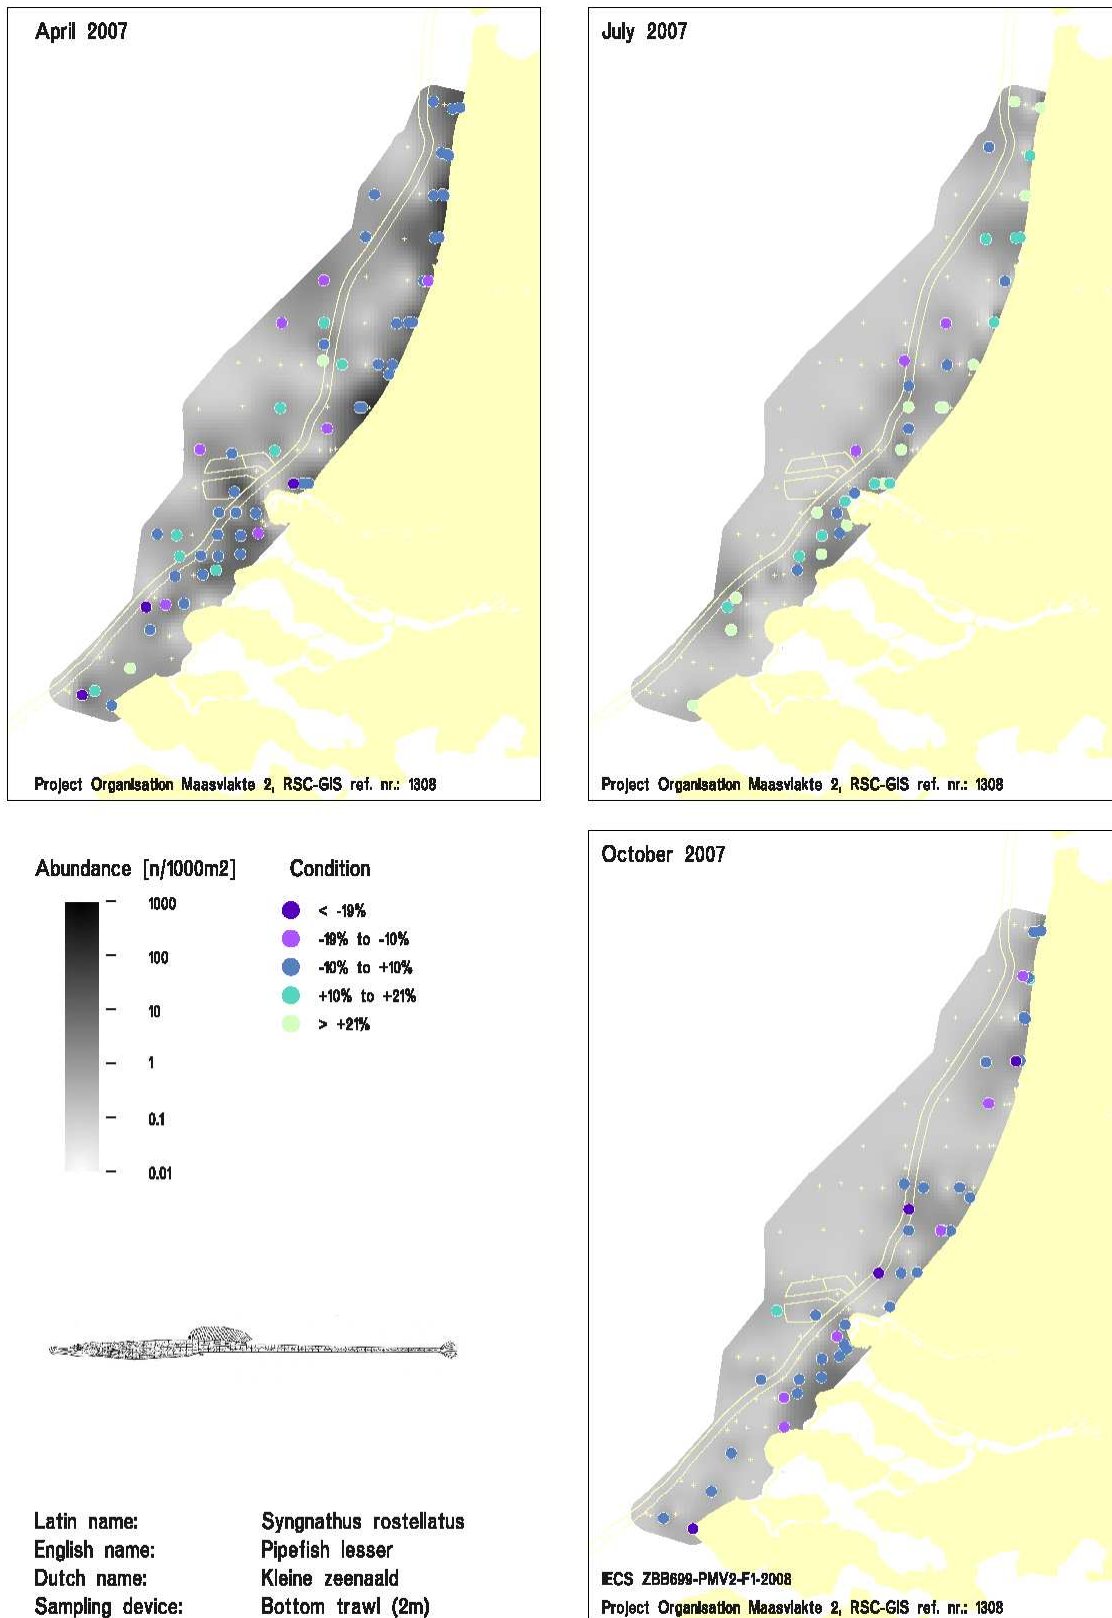 April 2007
Project Organisation Maasvlakte 2, RSC-GIS ref. nr.: 1308
July 2007
Project Organisation Maasvlakte 2, RSC-GIS ref. nr.: 1308
Abundance [n/1000m2]
1000
100
10
1
0.1
0.01
Condition
< -19%
-19% to -10%
-10% to +10%
+10% to +21%
> +21%
Latin name: Syngnathus rostellatus
English name: Pipefish lesser
Dutch name: Kleine zeenaald
Sampling device: Bottom trawl (2m)
October 2007
IECS ZBB699-PMV2-F1-2008
Project Organisation Maasvlakte 2, RSC-GIS ref. nr.: 1308